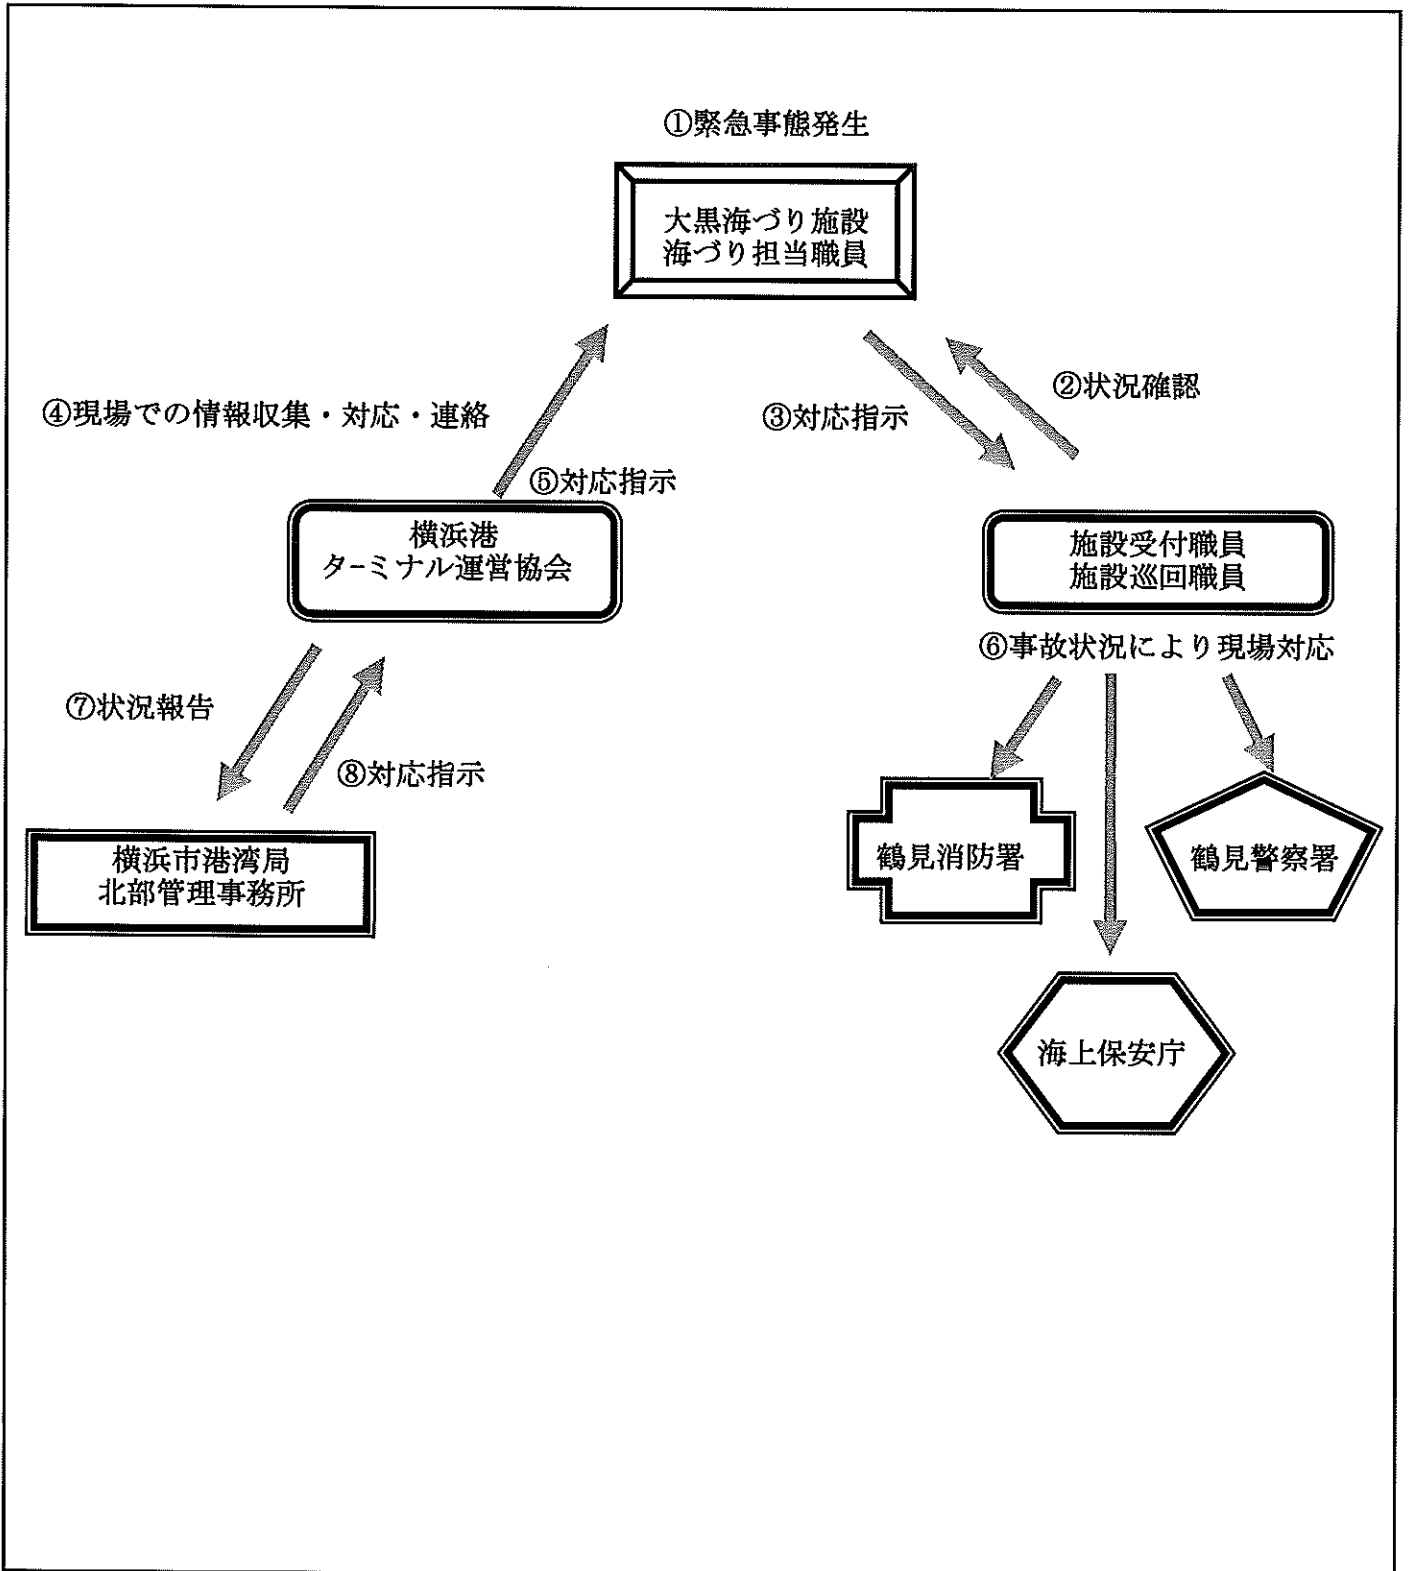 ①緊急事態発生
大黒海づり施設
海づり担当職員
②状況確認
③対応指示
④現場での情報収集・対応・連絡
⑤対応指示
横浜港
タ-ミナル運営協会
施設受付職員
施設巡回職員
⑥事故状況により現場対応
⑦状況報告
⑧対応指示
横浜市港湾局
北部管理事務所
鶴見消防署
鶴見警察署
海上保安庁